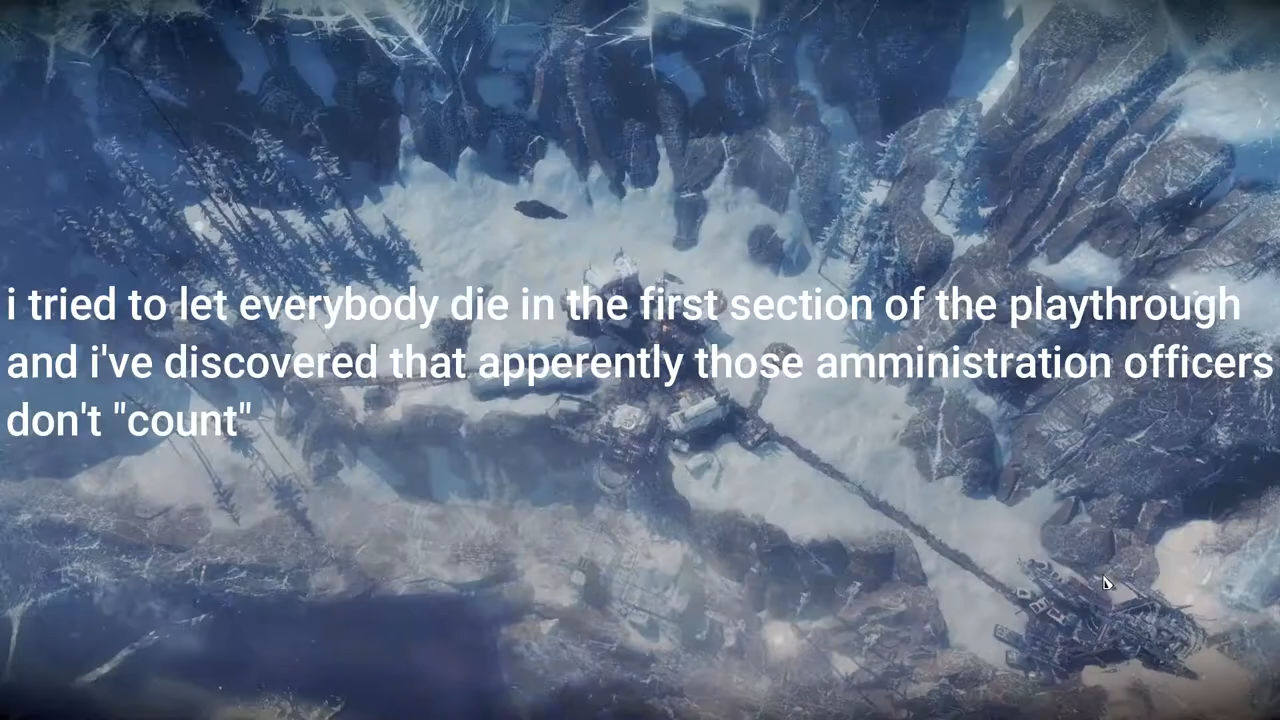 i tried to let everybody die in the first section of the playthrough
and i've discovered that apperently those amministration officers
don't "count"